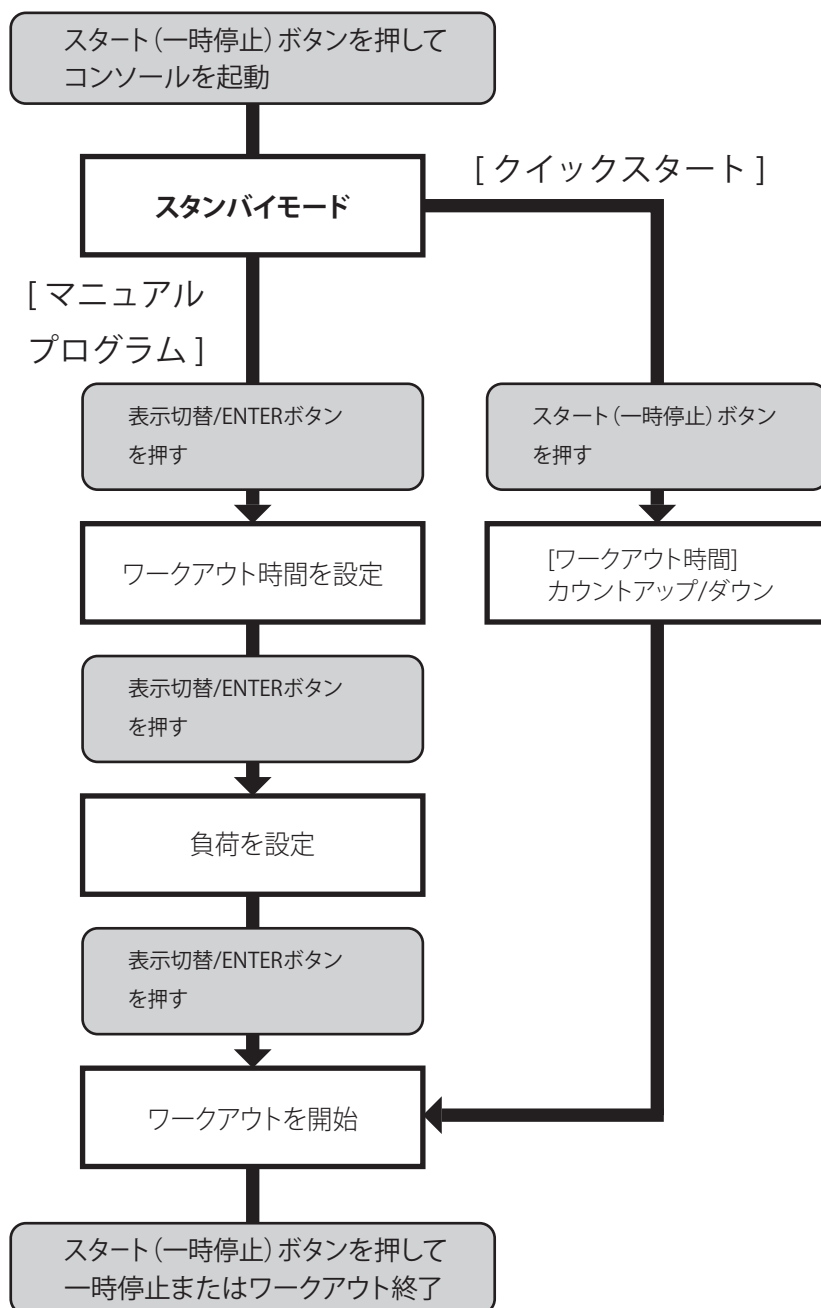 スタート（一時停止）ボタンを押して
コンソールを起動
[ クイックスタート ]
スタンバイモード
[ マニュアル
プログラム ]
表示切替/ENTERボタン
を押す
スタート（一時停止）ボタン
を押す
ワークアウト時間を設定
[ワークアウト時間]
カウントアップ/ダウン
表示切替/ENTERボタン
を押す
負荷を設定
表示切替/ENTERボタン
を押す
ワークアウトを開始
スタート（一時停止）ボタンを押して
一時停止またはワークアウト終了